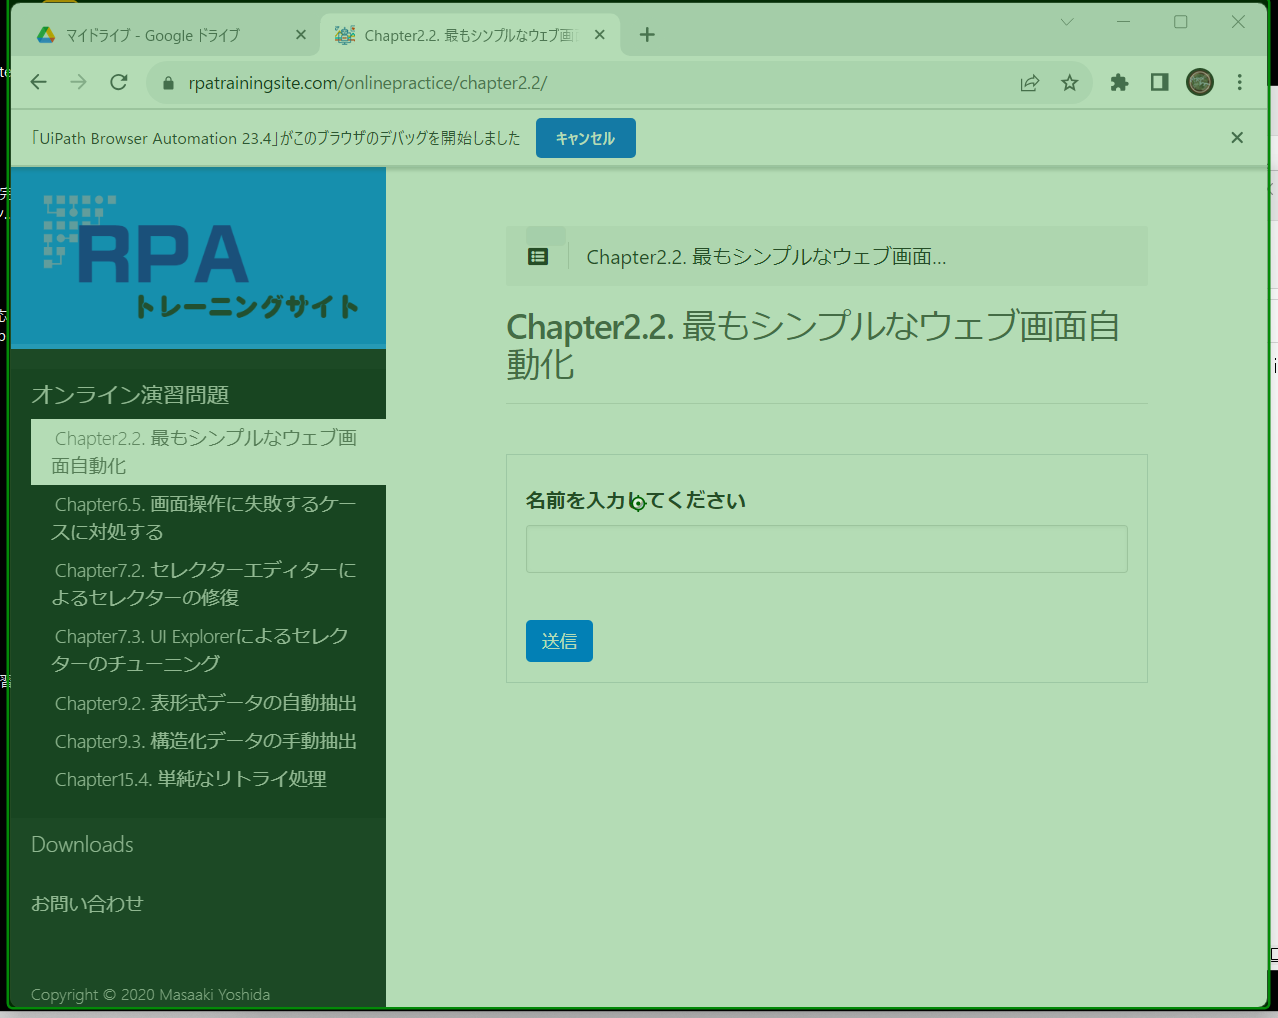 マイドライブ - Google ドライブ
Chapter2.2. 最もシンプルなウェブ画面
rpatrainingsite.com/onlinepractice/chapter2.2/
「UiPath Browser Automation 23.4」がこのブラウザのデバッグを開始しました
キャンセル
RPA
トレーニングサイト
オンライン演習問題
Chapter2.2. 最もシンプルなウェブ画
面自動化
Chapter6.5. 画面操作に失敗するケー
スに対処する
Chapter7.2. セレクターエディターに
よるセレクターの修復
Chapter7.3. UI Explorerによるセレク
ターのチューニング
Chapter9.2. 表形式データの自動抽出
Chapter9.3. 構造化データの手動抽出
Chapter15.4. 単純なリトライ処理
Downloads
お問い合わせ
Copyright © 2020 Masaaki Yoshida
Chapter2.2. 最もシンプルなウェブ画面...
Chapter2.2. 最もシンプルなウェブ画面自
動化
名前を入力してください
送信